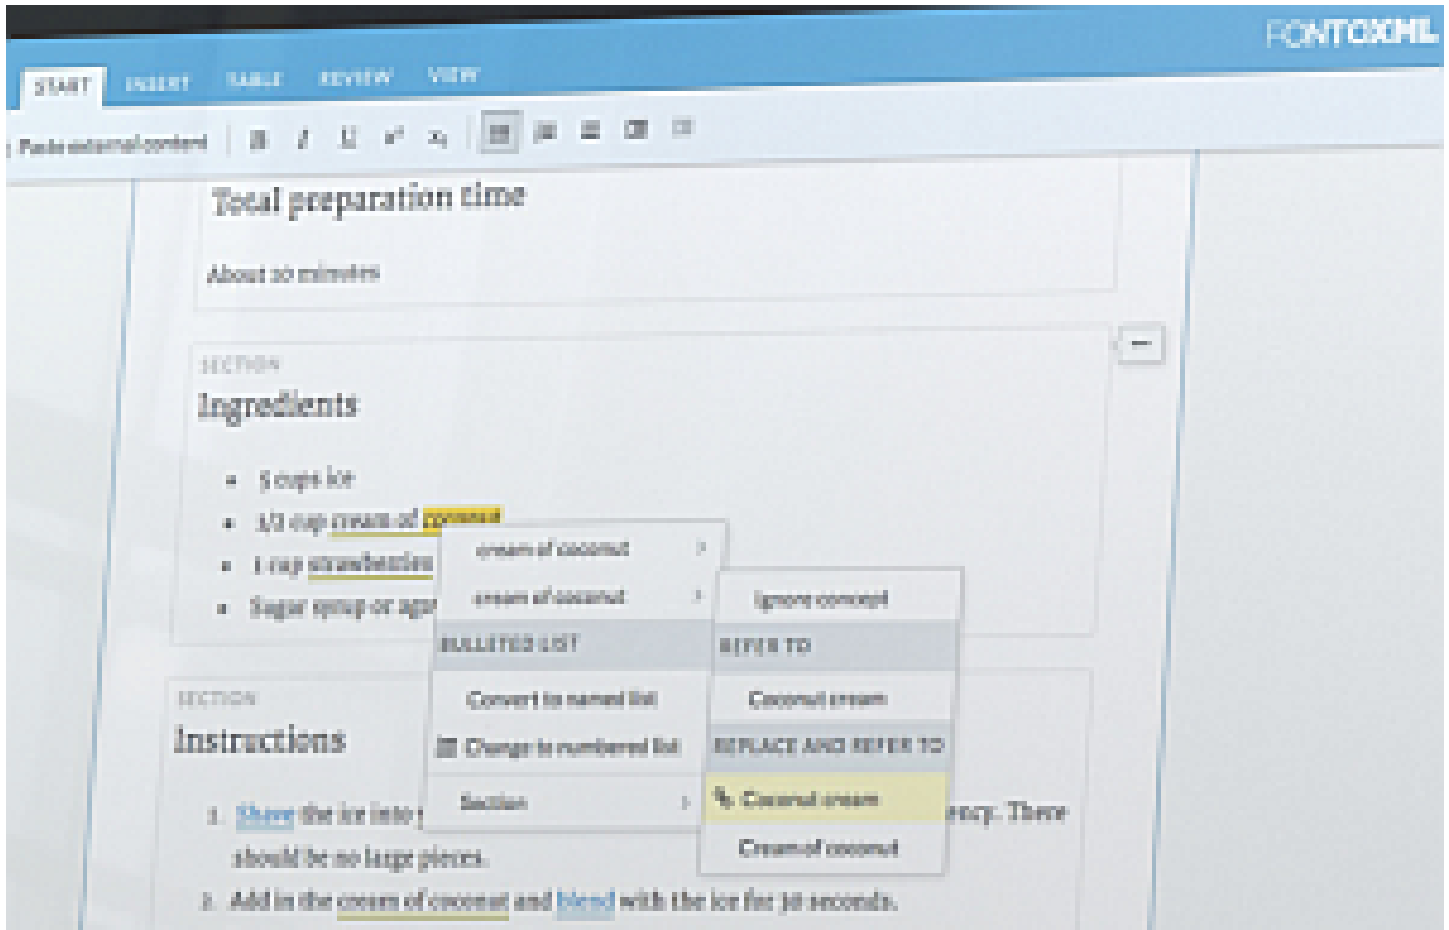 FONTOXML
START INSERT TABLE REVIEW VIEW
Paste external content B I U x² x₂
Total preparation time
About 10 minutes
SECTION
Ingredients
5 cups ice
1/2 cup cream of coconut
1 cup strawberries
Sugar syrup or aga
cream of coconut
cream of coconut
BULLETED LIST
Convert to named list
Change to numbered list
Section
Ignore concept
REFER TO
Coconut cream
REPLACE AND REFER TO
Coconut cream
Cream of coconut
SECTION
Instructions
1. Shave the ice into ency. There
should be no large pieces.
2. Add in the cream of coconut and blend with the ice for 30 seconds.